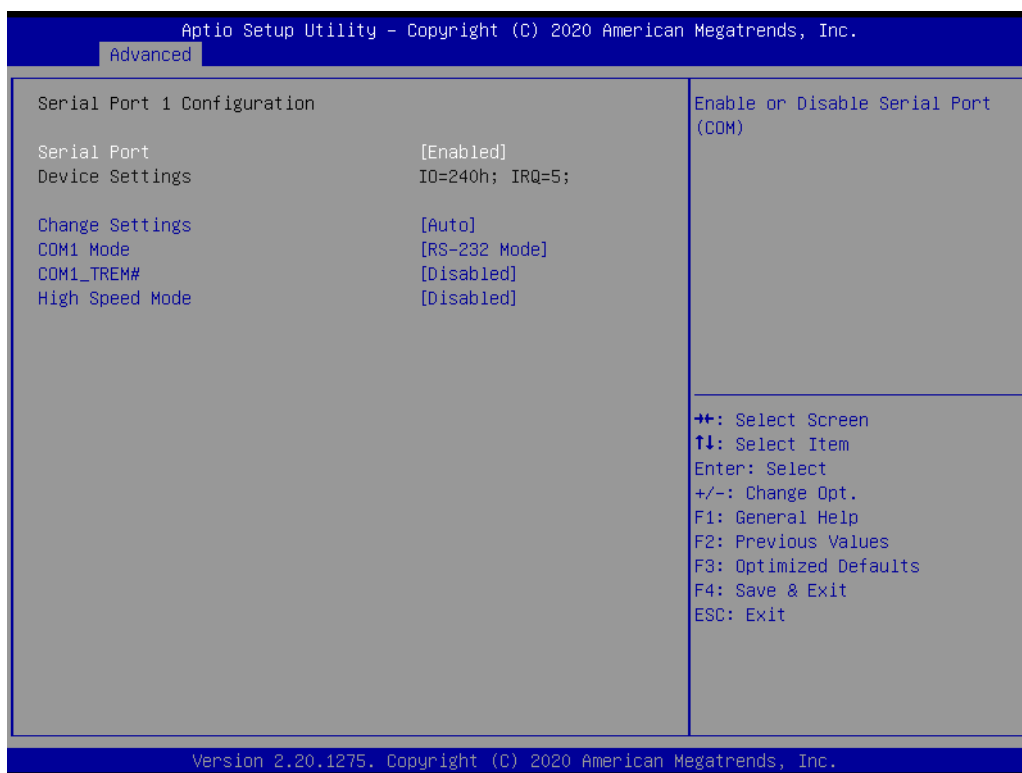 Aptio Setup Utility – Copyright (C) 2020 American Megatrends, Inc.
Advanced
Serial Port 1 Configuration
Serial Port [Enabled]
Device Settings IO=240h; IRQ=5;
Change Settings [Auto]
COM1 Mode [RS-232 Mode]
COM1_TREM# [Disabled]
High Speed Mode [Disabled]
Enable or Disable Serial Port
(COM)
→←: Select Screen
↑↓: Select Item
Enter: Select
+/-: Change Opt.
F1: General Help
F2: Previous Values
F3: Optimized Defaults
F4: Save & Exit
ESC: Exit
Version 2.20.1275. Copyright (C) 2020 American Megatrends, Inc.